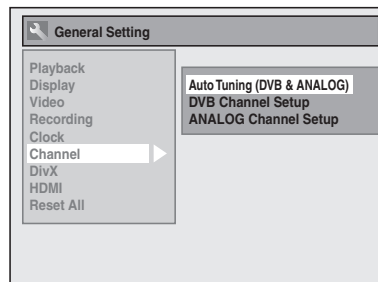 General Setting
Playback
Display
Video
Recording
Clock
Channel
DivX
HDMI
Reset All
Auto Tuning (DVB & ANALOG)
DVB Channel Setup
ANALOG Channel Setup